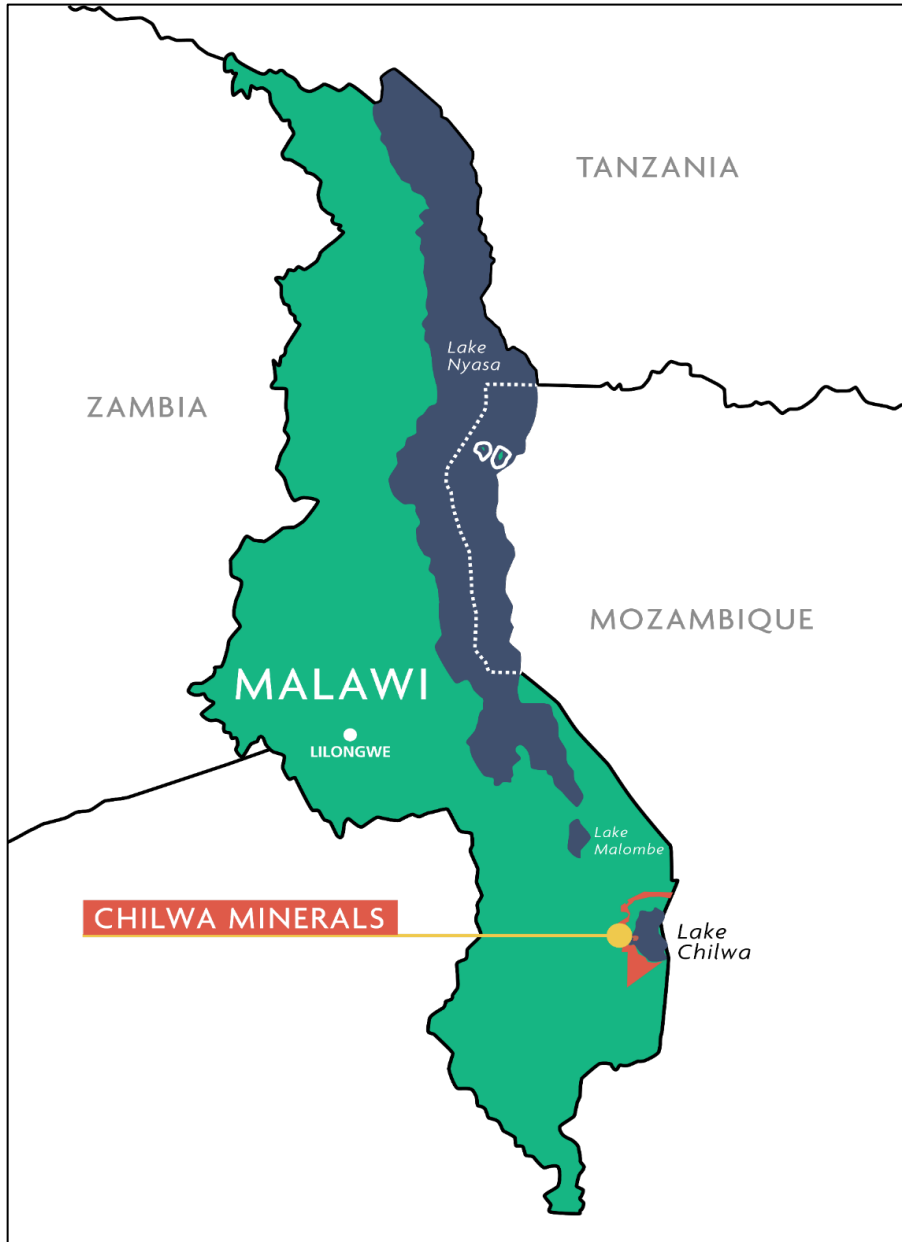 TANZANIA
Lake
Nyasa
ZAMBIA
MOZAMBIQUE
MALAWI
LILONGWE
Lake
Malombe
CHILWA MINERALS
Lake
Chilwa